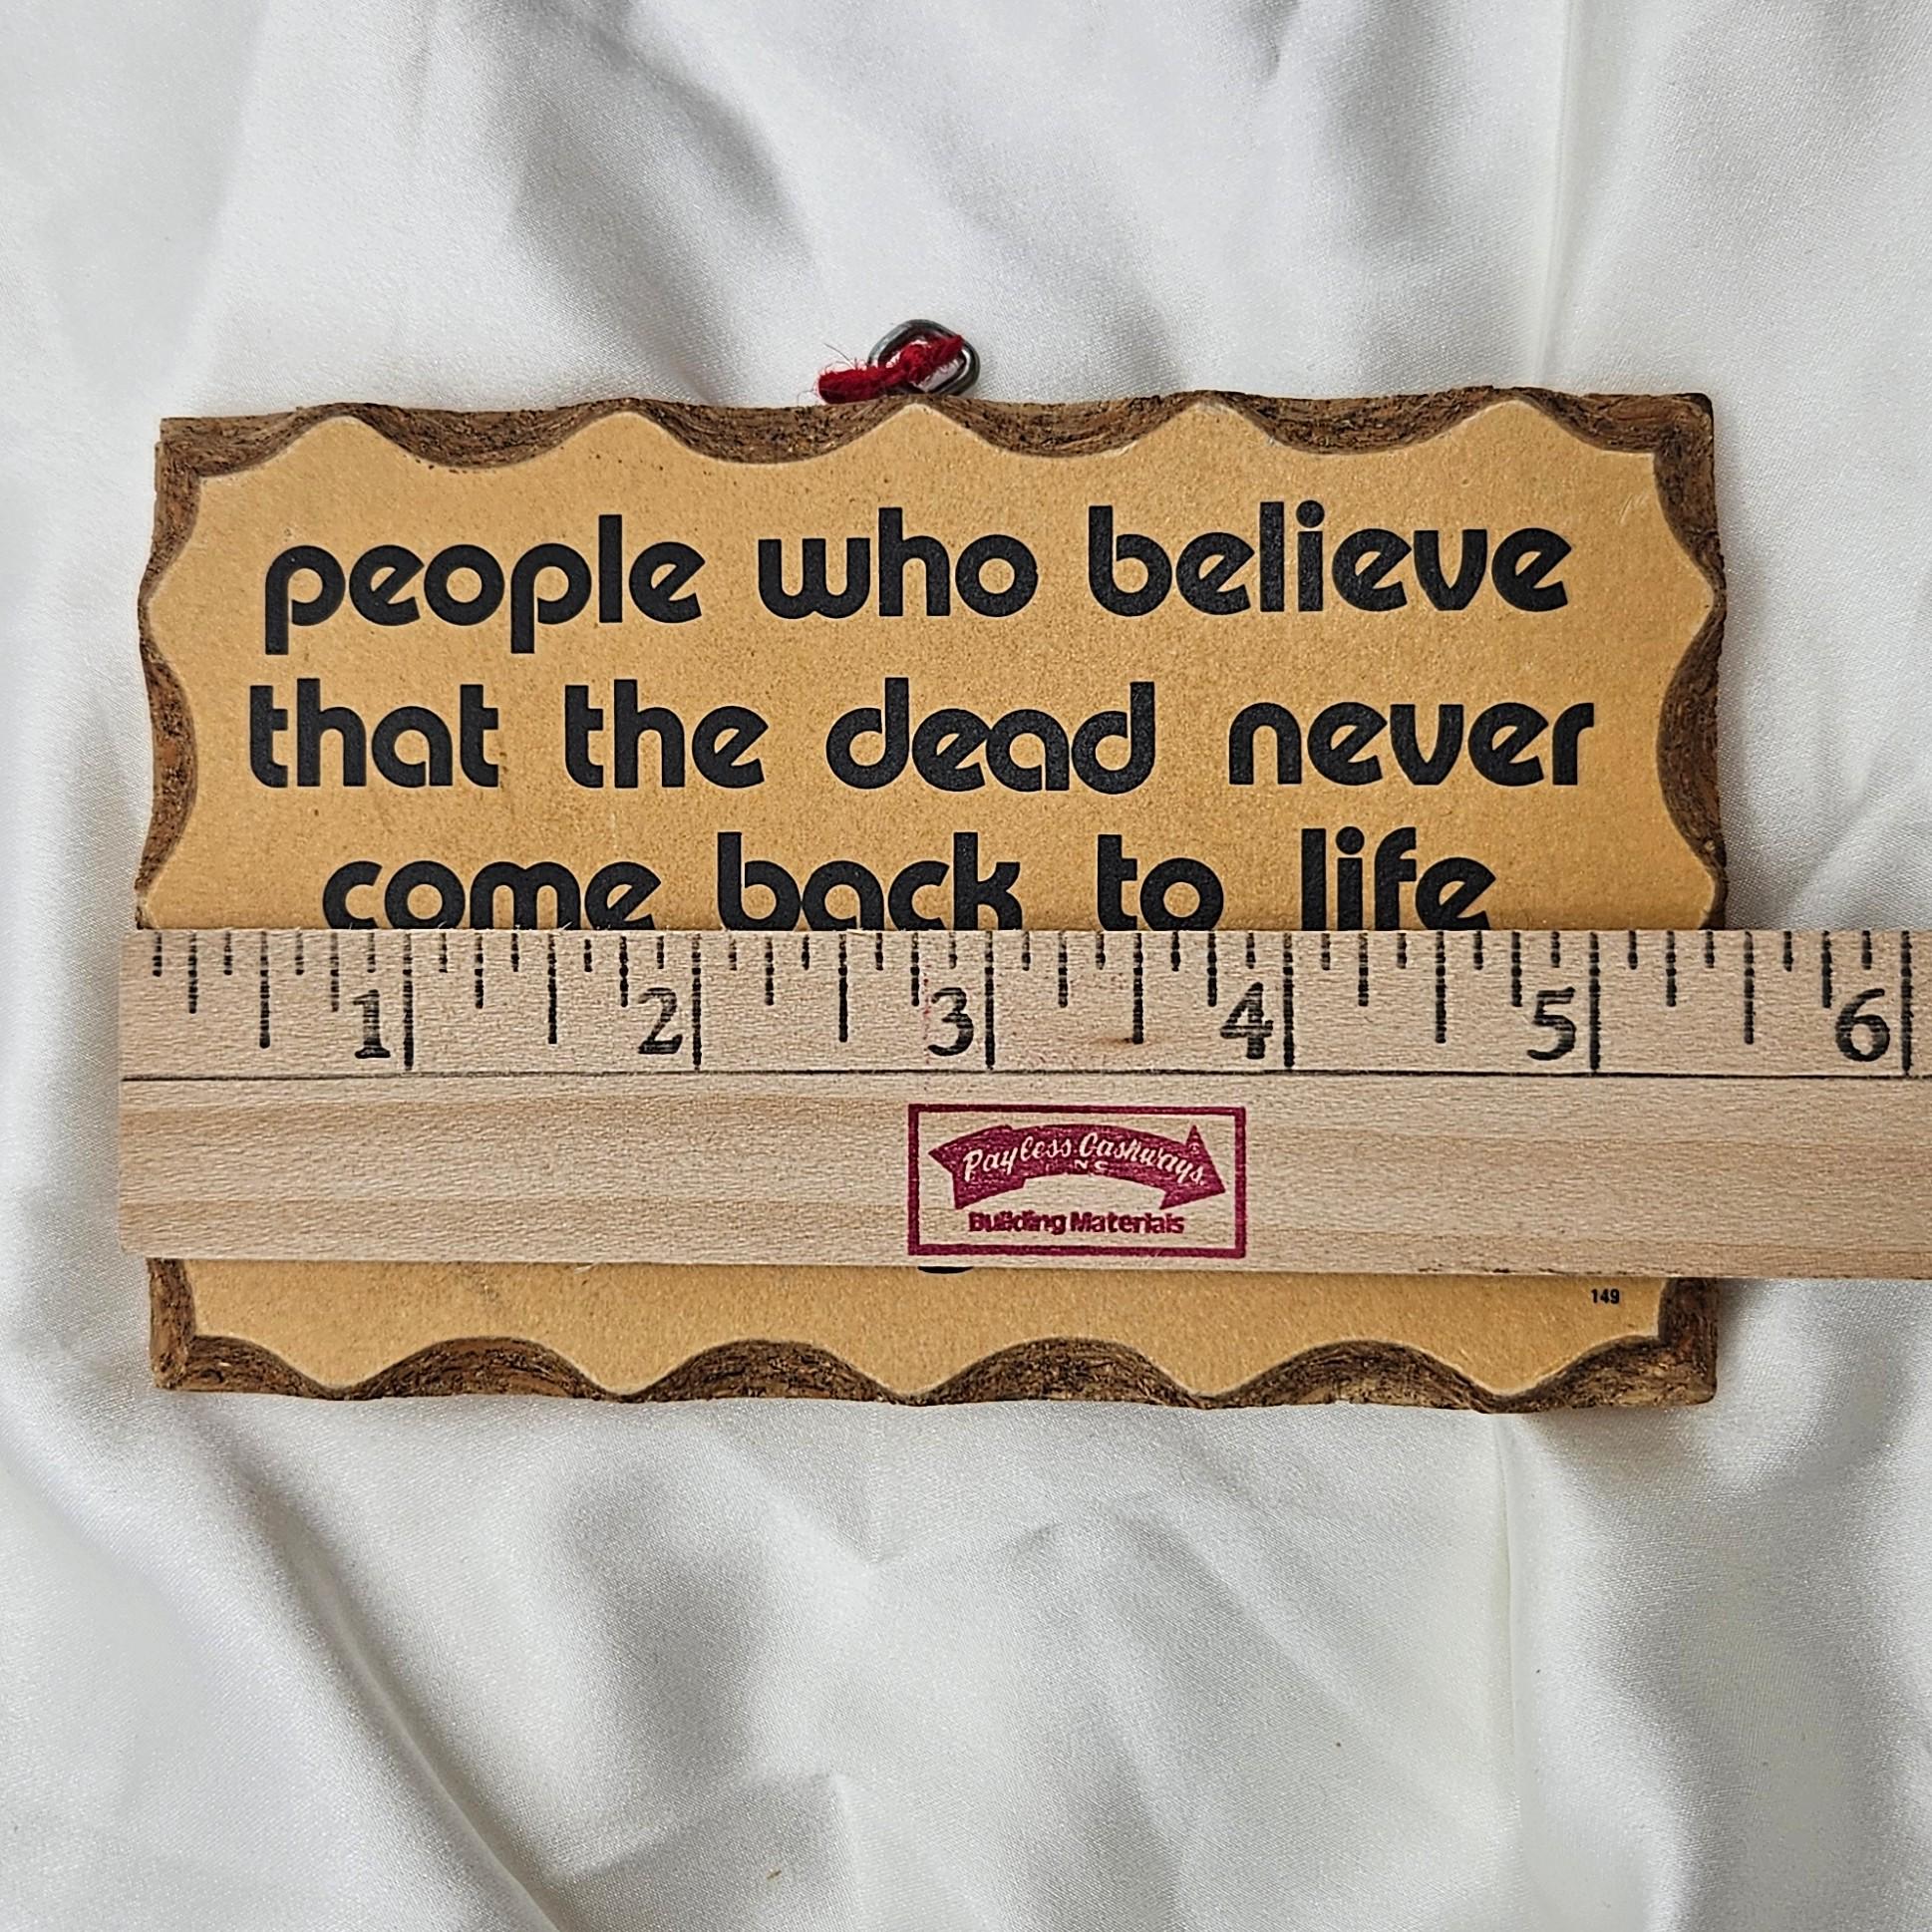 people who believe
that the dead never
come back to life
1 2 3 4 5 6
Payless Cashways
INC
Building Materials
149